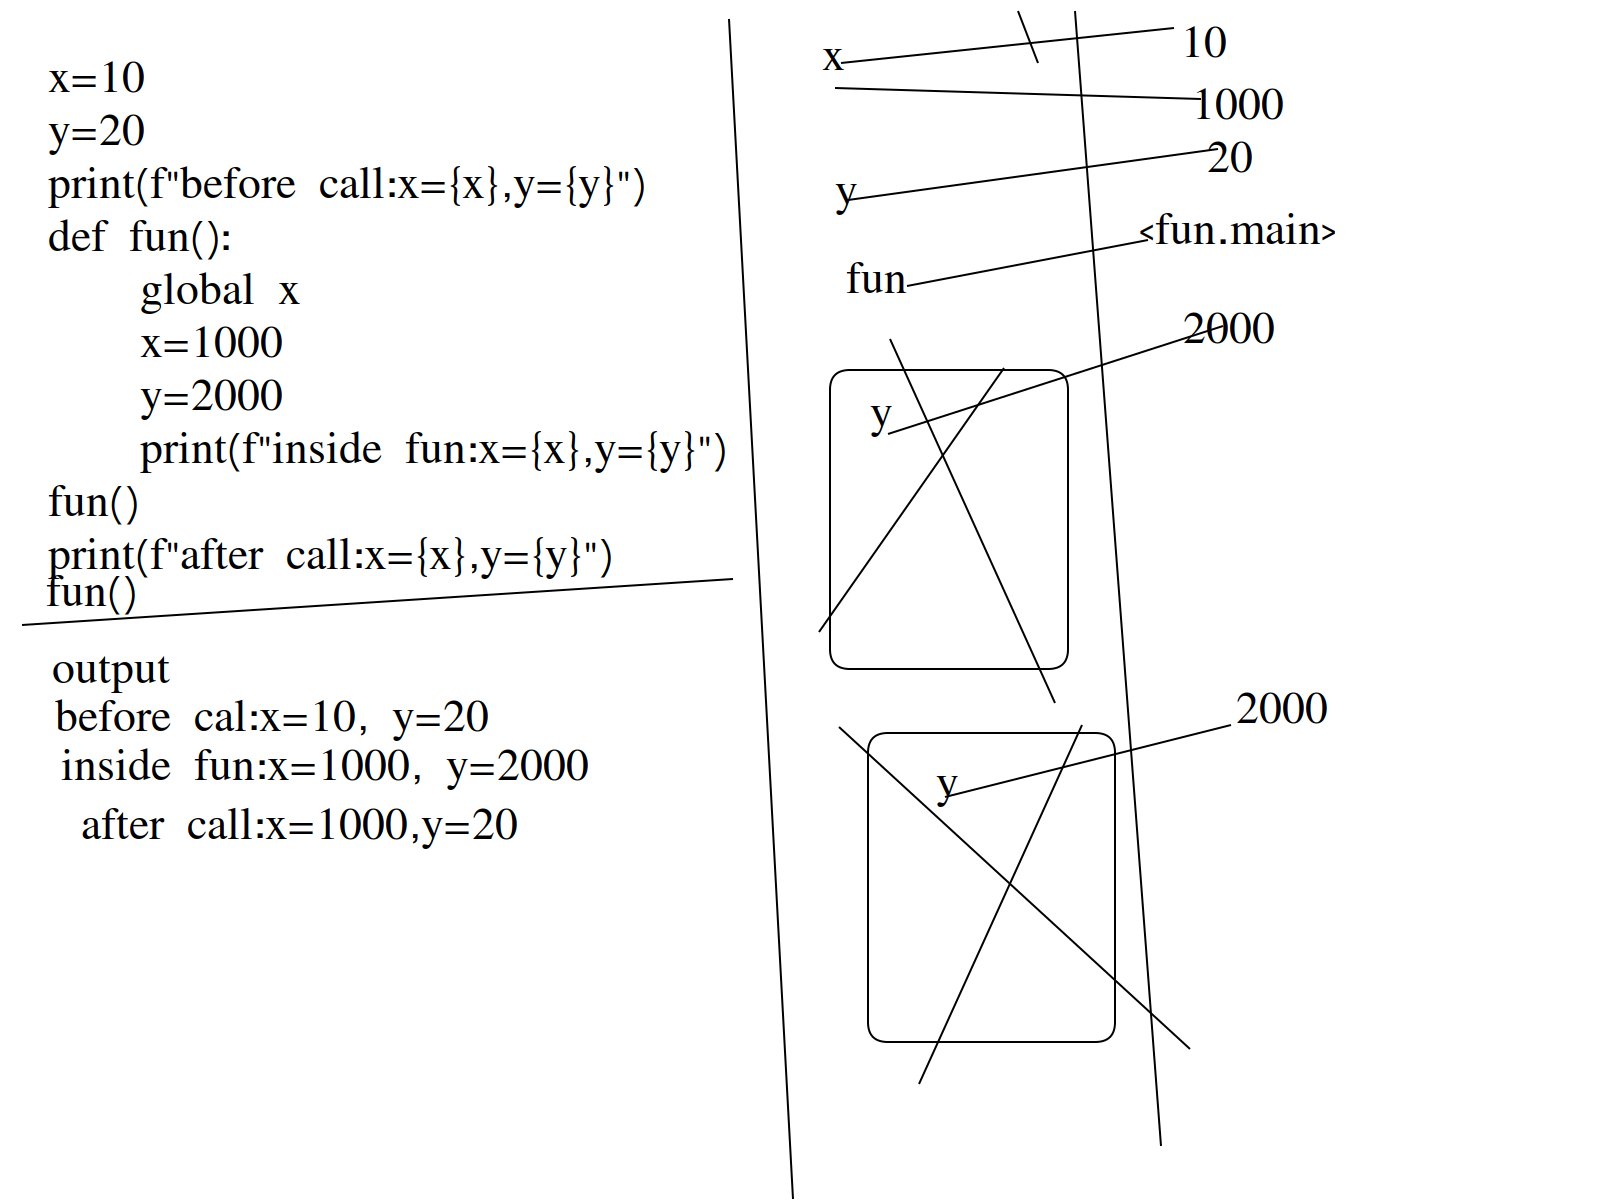 x=10
y=20
print(f"before call:x={x},y={y}")
def fun():
global x
x=1000
y=2000
print(f"inside fun:x={x},y={y}")
fun()
print(f"after call:x={x},y={y}")
fun()
output
before cal:x=10, y=20
inside fun:x=1000, y=2000
after call:x=1000,y=20
x 10
1000
y 20
fun <fun.main>
y 2000
y 2000